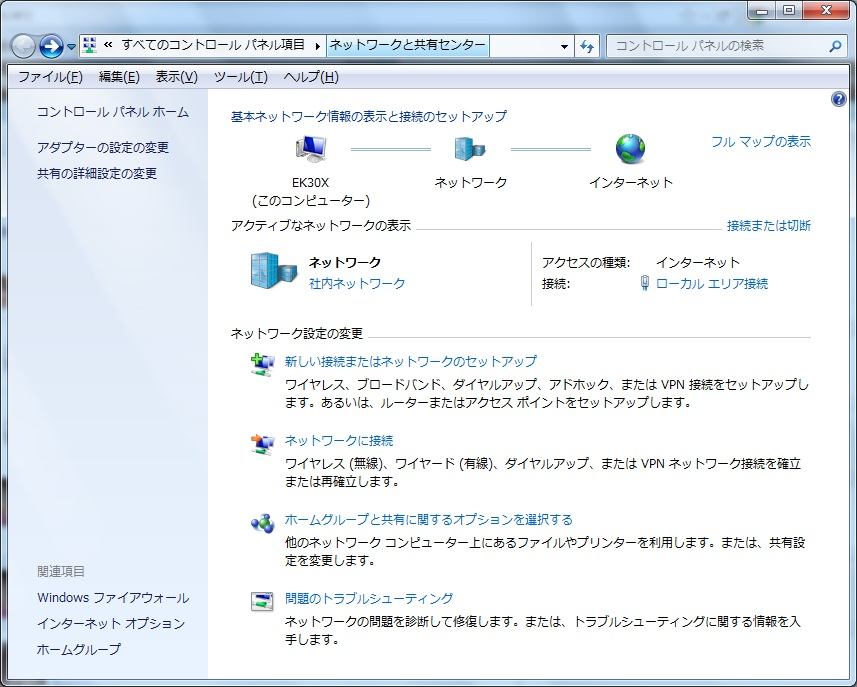 « すべてのコントロール パネル項目 ▸ ネットワークと共有センター
コントロール パネルの検索
ファイル(F) 編集(E) 表示(V) ツール(T) ヘルプ(H)
コントロール パネル ホーム
アダプターの設定の変更
共有の詳細設定の変更
基本ネットワーク情報の表示と接続のセットアップ
フル マップの表示
EK30X
(このコンピューター)
ネットワーク
インターネット
アクティブなネットワークの表示
接続または切断
ネットワーク
社内ネットワーク
アクセスの種類: インターネット
接続: ローカル エリア接続
ネットワーク設定の変更
新しい接続またはネットワークのセットアップ
ワイヤレス、ブロードバンド、ダイヤルアップ、アドホック、または VPN 接続をセットアップし
ます。あるいは、ルーターまたはアクセス ポイントをセットアップします。
ネットワークに接続
ワイヤレス (無線)、ワイヤード (有線)、ダイヤルアップ、または VPN ネットワーク接続を確立
または再確立します。
ホームグループと共有に関するオプションを選択する
他のネットワーク コンピューター上にあるファイルやプリンターを利用します。または、共有設
定を変更します。
問題のトラブルシューティング
ネットワークの問題を診断して修復します。または、トラブルシューティングに関する情報を入
手します。
関連項目
Windows ファイアウォール
インターネット オプション
ホームグループ